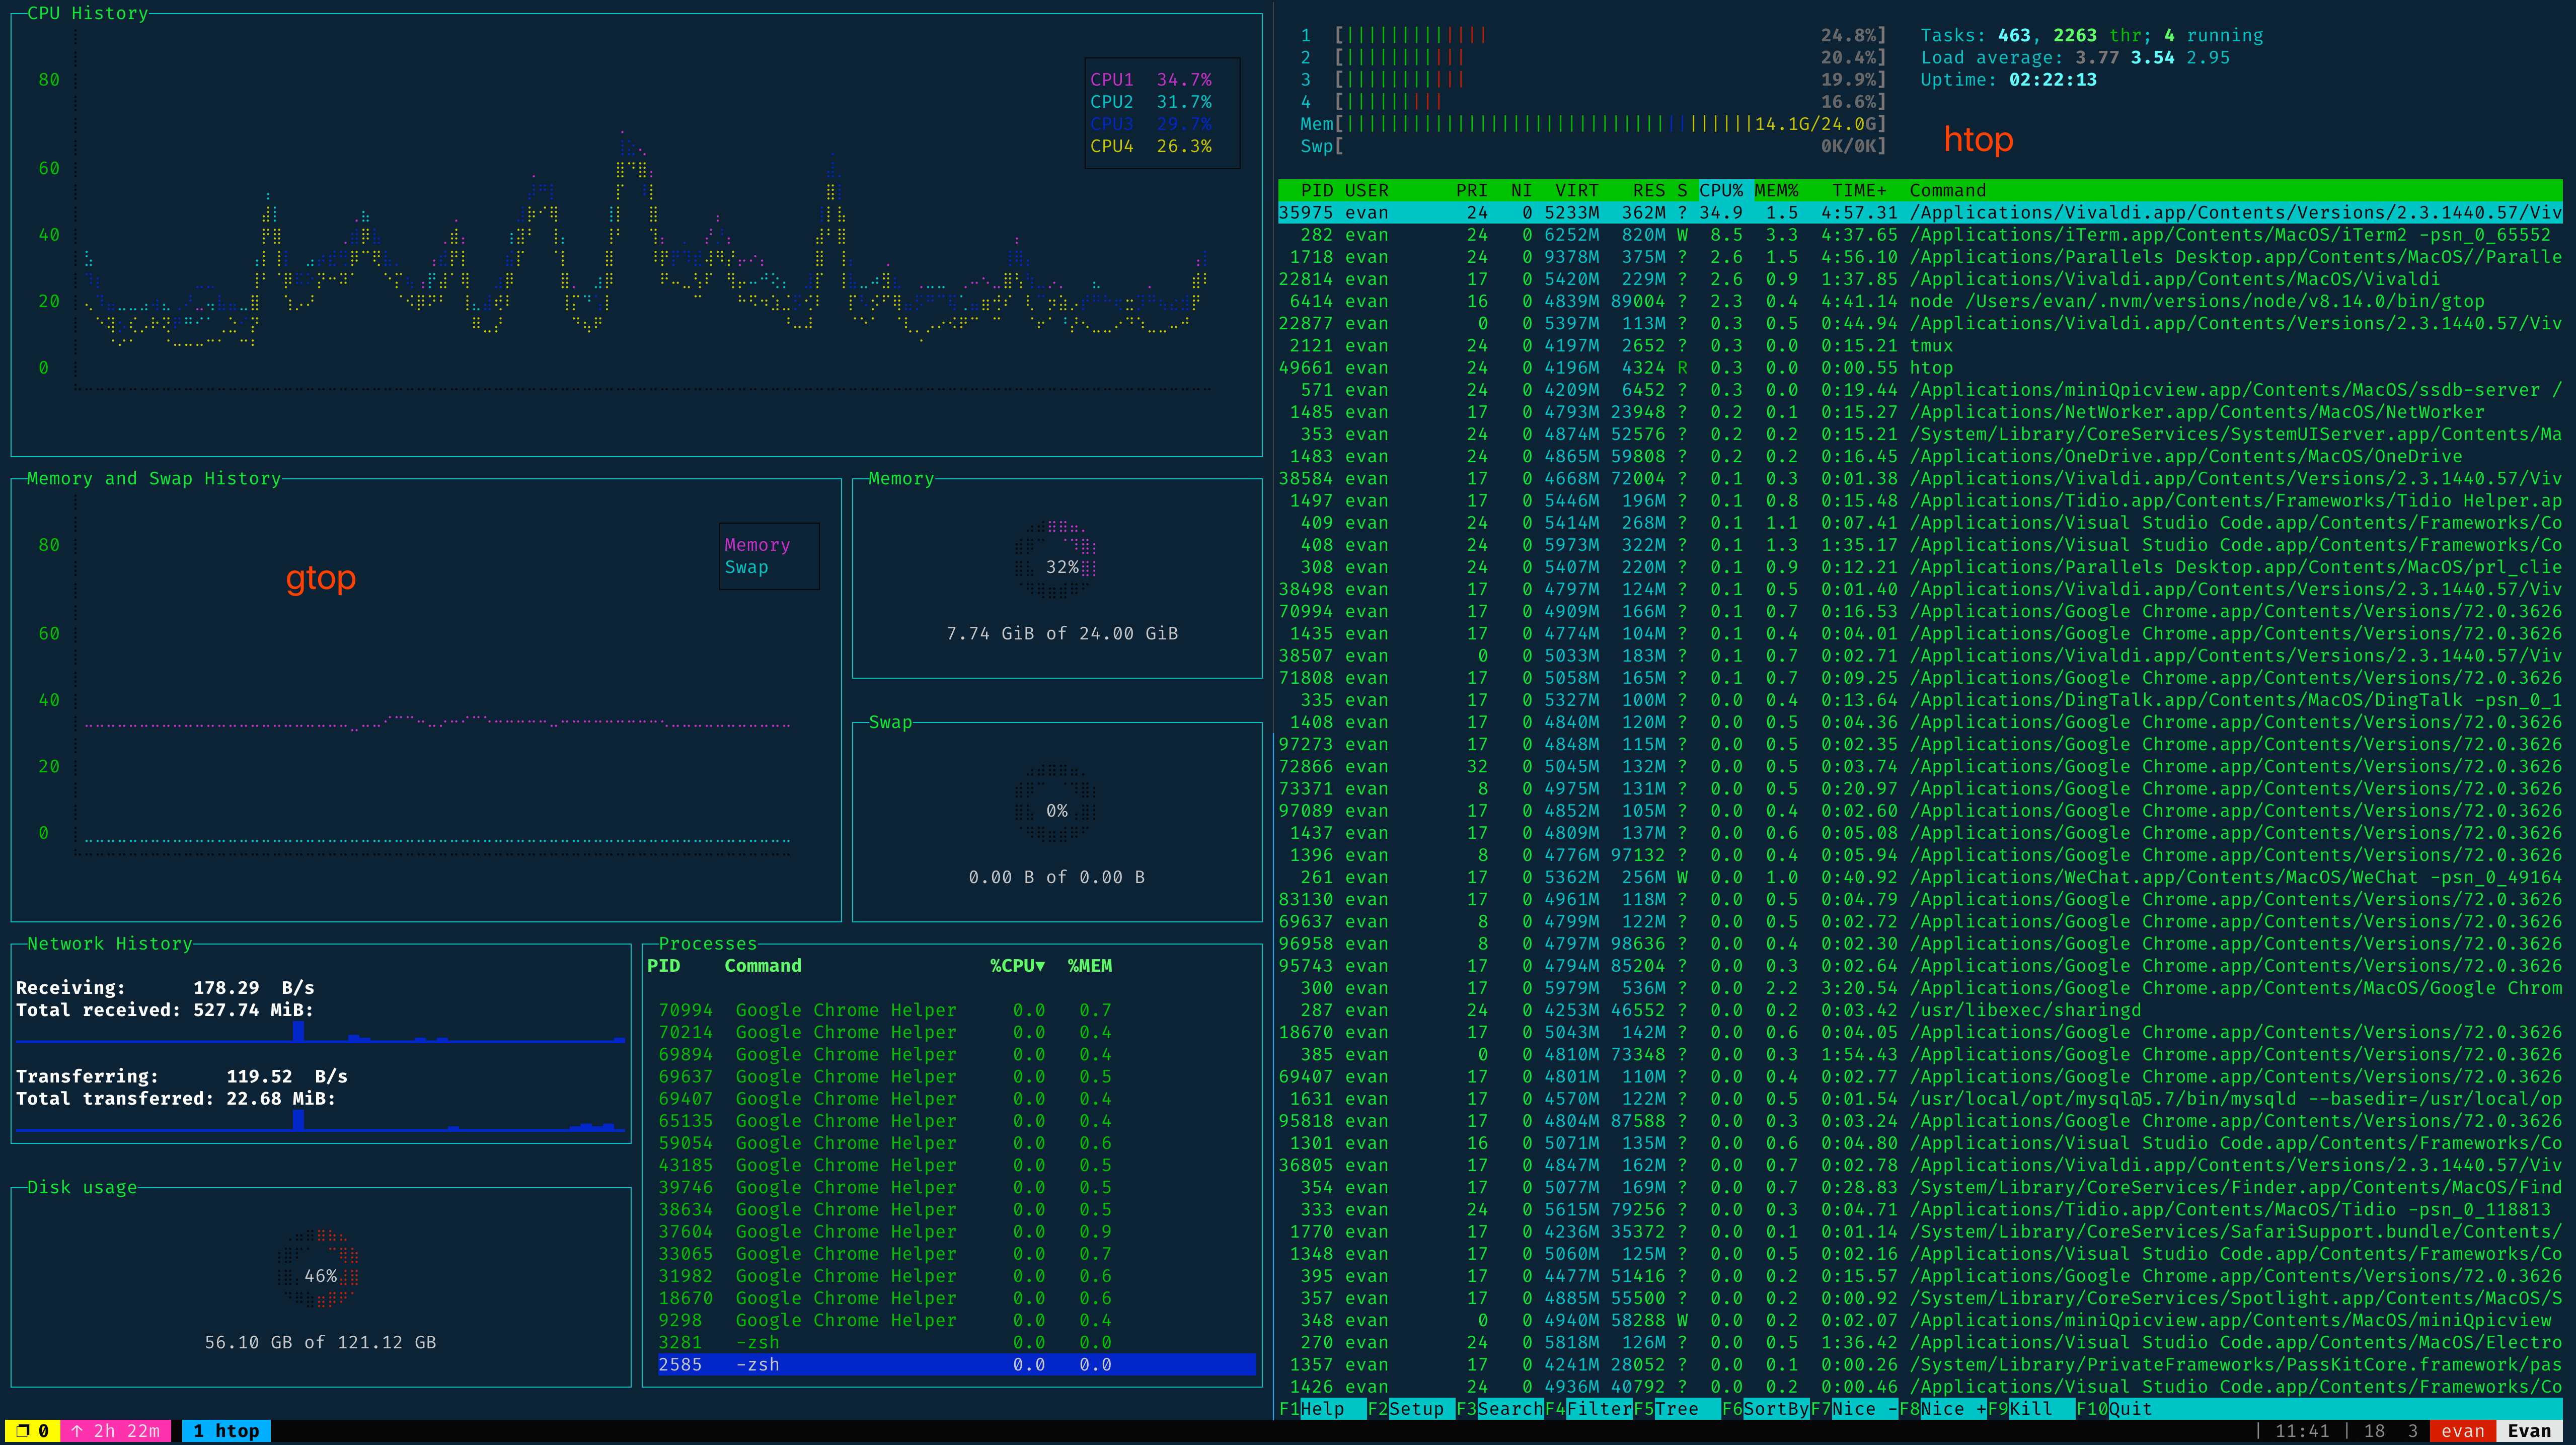 CPU History
80
60
40
20
0
CPU1 34.7%
CPU2 31.7%
CPU3 29.7%
CPU4 26.3%
Memory and Swap History
80
60
40
20
0
Memory
Swap
gtop
Memory
32%
7.74 GiB of 24.00 GiB
Swap
0%
0.00 B of 0.00 B
Network History
Receiving: 178.29 B/s
Total received: 527.74 MiB:
Transferring: 119.52 B/s
Total transferred: 22.68 MiB:
Disk usage
46%
56.10 GB of 121.12 GB
Processes
PID Command %CPU▼ %MEM
70994 Google Chrome Helper 0.0 0.7
70214 Google Chrome Helper 0.0 0.4
69894 Google Chrome Helper 0.0 0.4
69637 Google Chrome Helper 0.0 0.5
69407 Google Chrome Helper 0.0 0.4
65135 Google Chrome Helper 0.0 0.4
59054 Google Chrome Helper 0.0 0.6
43185 Google Chrome Helper 0.0 0.5
39746 Google Chrome Helper 0.0 0.5
38634 Google Chrome Helper 0.0 0.5
37604 Google Chrome Helper 0.0 0.9
33065 Google Chrome Helper 0.0 0.7
31982 Google Chrome Helper 0.0 0.6
18670 Google Chrome Helper 0.0 0.6
9298 Google Chrome Helper 0.0 0.4
3281 -zsh 0.0 0.0
2585 -zsh 0.0 0.0
1 [||||||||||||| 24.8%]
2 [||||||||||| 20.4%]
3 [||||||||||| 19.9%]
4 [||||||||| 16.6%]
Mem[|||||||||||||||||||||||||||||||||||||14.1G/24.0G]
Swp[ 0K/0K]
Tasks: 463, 2263 thr; 4 running
Load average: 3.77 3.54 2.95
Uptime: 02:22:13
htop
PID USER PRI NI VIRT RES S CPU% MEM% TIME+ Command
35975 evan 24 0 5233M 362M ? 34.9 1.5 4:57.31 /Applications/Vivaldi.app/Contents/Versions/2.3.1440.57/Viv
282 evan 24 0 6252M 820M W 8.5 3.3 4:37.65 /Applications/iTerm.app/Contents/MacOS/iTerm2 -psn_0_65552
1718 evan 24 0 9378M 375M ? 2.6 1.5 4:56.10 /Applications/Parallels Desktop.app/Contents/MacOS//Paralle
22814 evan 17 0 5420M 229M ? 2.6 0.9 1:37.85 /Applications/Vivaldi.app/Contents/MacOS/Vivaldi
6414 evan 16 0 4839M 89004 ? 2.3 0.4 4:41.14 node /Users/evan/.nvm/versions/node/v8.14.0/bin/gtop
22877 evan 0 0 5397M 113M ? 0.3 0.5 0:44.94 /Applications/Vivaldi.app/Contents/Versions/2.3.1440.57/Viv
2121 evan 24 0 4197M 2652 ? 0.3 0.0 0:15.21 tmux
49661 evan 24 0 4196M 4324 R 0.3 0.0 0:00.55 htop
571 evan 24 0 4209M 6452 ? 0.3 0.0 0:19.44 /Applications/miniQpicview.app/Contents/MacOS/ssdb-server /
1485 evan 17 0 4793M 23948 ? 0.2 0.1 0:15.27 /Applications/NetWorker.app/Contents/MacOS/NetWorker
353 evan 24 0 4874M 52576 ? 0.2 0.2 0:15.21 /System/Library/CoreServices/SystemUIServer.app/Contents/Ma
1483 evan 24 0 4865M 59808 ? 0.2 0.2 0:16.45 /Applications/OneDrive.app/Contents/MacOS/OneDrive
38584 evan 17 0 4668M 72004 ? 0.1 0.3 0:01.38 /Applications/Vivaldi.app/Contents/Versions/2.3.1440.57/Viv
1497 evan 17 0 5446M 196M ? 0.1 0.8 0:15.48 /Applications/Tidio.app/Contents/Frameworks/Tidio Helper.ap
409 evan 24 0 5414M 268M ? 0.1 1.1 0:07.41 /Applications/Visual Studio Code.app/Contents/Frameworks/Co
408 evan 24 0 5973M 322M ? 0.1 1.3 1:35.17 /Applications/Visual Studio Code.app/Contents/Frameworks/Co
308 evan 24 0 5407M 220M ? 0.1 0.9 0:12.21 /Applications/Parallels Desktop.app/Contents/MacOS/prl_clie
38498 evan 17 0 4797M 124M ? 0.1 0.5 0:01.40 /Applications/Vivaldi.app/Contents/Versions/2.3.1440.57/Viv
70994 evan 17 0 4909M 166M ? 0.1 0.7 0:16.53 /Applications/Google Chrome.app/Contents/Versions/72.0.3626
1435 evan 17 0 4774M 104M ? 0.1 0.4 0:04.01 /Applications/Google Chrome.app/Contents/Versions/72.0.3626
38507 evan 0 0 5033M 183M ? 0.1 0.7 0:02.71 /Applications/Vivaldi.app/Contents/Versions/2.3.1440.57/Viv
71808 evan 17 0 5058M 165M ? 0.1 0.7 0:09.25 /Applications/Google Chrome.app/Contents/Versions/72.0.3626
335 evan 17 0 5327M 100M ? 0.0 0.4 0:13.64 /Applications/DingTalk.app/Contents/MacOS/DingTalk -psn_0_1
1408 evan 17 0 4840M 120M ? 0.0 0.5 0:04.36 /Applications/Google Chrome.app/Contents/Versions/72.0.3626
97273 evan 17 0 4848M 115M ? 0.0 0.5 0:02.35 /Applications/Google Chrome.app/Contents/Versions/72.0.3626
72866 evan 32 0 5045M 132M ? 0.0 0.5 0:03.74 /Applications/Google Chrome.app/Contents/Versions/72.0.3626
73371 evan 8 0 4975M 131M ? 0.0 0.5 0:20.97 /Applications/Google Chrome.app/Contents/Versions/72.0.3626
97089 evan 17 0 4852M 105M ? 0.0 0.4 0:02.60 /Applications/Google Chrome.app/Contents/Versions/72.0.3626
1437 evan 17 0 4809M 137M ? 0.0 0.6 0:05.08 /Applications/Google Chrome.app/Contents/Versions/72.0.3626
1396 evan 8 0 4776M 97132 ? 0.0 0.4 0:05.94 /Applications/Google Chrome.app/Contents/Versions/72.0.3626
261 evan 17 0 5362M 256M W 0.0 1.0 0:40.92 /Applications/WeChat.app/Contents/MacOS/WeChat -psn_0_49164
83130 evan 17 0 4961M 118M ? 0.0 0.5 0:04.79 /Applications/Google Chrome.app/Contents/Versions/72.0.3626
69637 evan 8 0 4799M 122M ? 0.0 0.5 0:02.72 /Applications/Google Chrome.app/Contents/Versions/72.0.3626
96958 evan 8 0 4797M 98636 ? 0.0 0.4 0:02.30 /Applications/Google Chrome.app/Contents/Versions/72.0.3626
95743 evan 17 0 4794M 85204 ? 0.0 0.3 0:02.64 /Applications/Google Chrome.app/Contents/Versions/72.0.3626
300 evan 17 0 5979M 536M ? 0.0 2.2 3:20.54 /Applications/Google Chrome.app/Contents/MacOS/Google Chrom
287 evan 24 0 4253M 46552 ? 0.0 0.2 0:03.42 /usr/libexec/sharingd
18670 evan 17 0 5043M 142M ? 0.0 0.6 0:04.05 /Applications/Google Chrome.app/Contents/Versions/72.0.3626
385 evan 0 0 4810M 73348 ? 0.0 0.3 1:54.43 /Applications/Google Chrome.app/Contents/Versions/72.0.3626
69407 evan 17 0 4801M 110M ? 0.0 0.4 0:02.77 /Applications/Google Chrome.app/Contents/Versions/72.0.3626
1631 evan 17 0 4570M 122M ? 0.0 0.5 0:01.54 /usr/local/opt/mysql@5.7/bin/mysqld --basedir=/usr/local/op
95818 evan 17 0 4804M 87588 ? 0.0 0.3 0:03.24 /Applications/Google Chrome.app/Contents/Versions/72.0.3626
1301 evan 16 0 5071M 135M ? 0.0 0.6 0:04.80 /Applications/Visual Studio Code.app/Contents/Frameworks/Co
36805 evan 17 0 4847M 162M ? 0.0 0.7 0:02.78 /Applications/Vivaldi.app/Contents/Versions/2.3.1440.57/Viv
354 evan 17 0 5077M 169M ? 0.0 0.7 0:28.83 /System/Library/CoreServices/Finder.app/Contents/MacOS/Find
333 evan 24 0 5615M 79256 ? 0.0 0.3 0:04.71 /Applications/Tidio.app/Contents/MacOS/Tidio -psn_0_118813
1770 evan 17 0 4236M 35372 ? 0.0 0.1 0:01.14 /System/Library/CoreServices/SafariSupport.bundle/Contents/
1348 evan 17 0 5060M 125M ? 0.0 0.5 0:02.16 /Applications/Visual Studio Code.app/Contents/Frameworks/Co
395 evan 17 0 4477M 51416 ? 0.0 0.2 0:15.57 /Applications/Google Chrome.app/Contents/Versions/72.0.3626
357 evan 17 0 4885M 55500 ? 0.0 0.2 0:00.92 /System/Library/CoreServices/Spotlight.app/Contents/MacOS/S
348 evan 0 0 4940M 58288 W 0.0 0.2 0:02.07 /Applications/miniQpicview.app/Contents/MacOS/miniQpicview
270 evan 24 0 5818M 126M ? 0.0 0.5 1:36.42 /Applications/Visual Studio Code.app/Contents/MacOS/Electro
1357 evan 17 0 4241M 28052 ? 0.0 0.1 0:00.26 /System/Library/PrivateFrameworks/PassKitCore.framework/pas
1426 evan 24 0 4936M 40792 ? 0.0 0.2 0:00.46 /Applications/Visual Studio Code.app/Contents/Frameworks/Co
F1Help F2Setup F3SearchF4FilterF5Tree F6SortByF7Nice -F8Nice +F9Kill F10Quit
❐ 0 ↑ 2h 22m 1 htop | 11:41 | 18 3 evan Evan